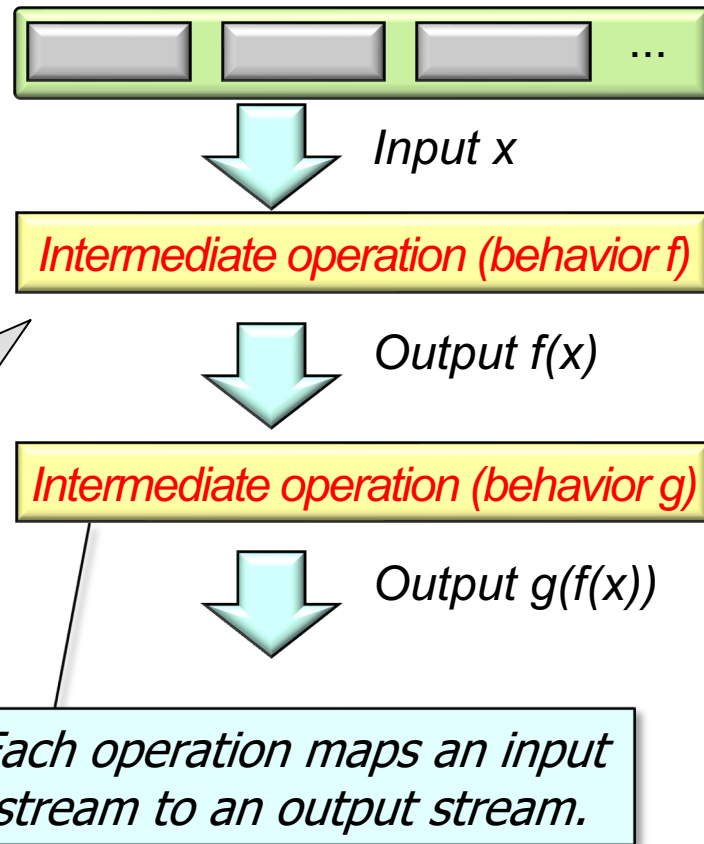 ...
Input x
Intermediate operation (behavior f)
Output f(x)
Intermediate operation (behavior g)
Output g(f(x))
Each operation maps an input
stream to an output stream.